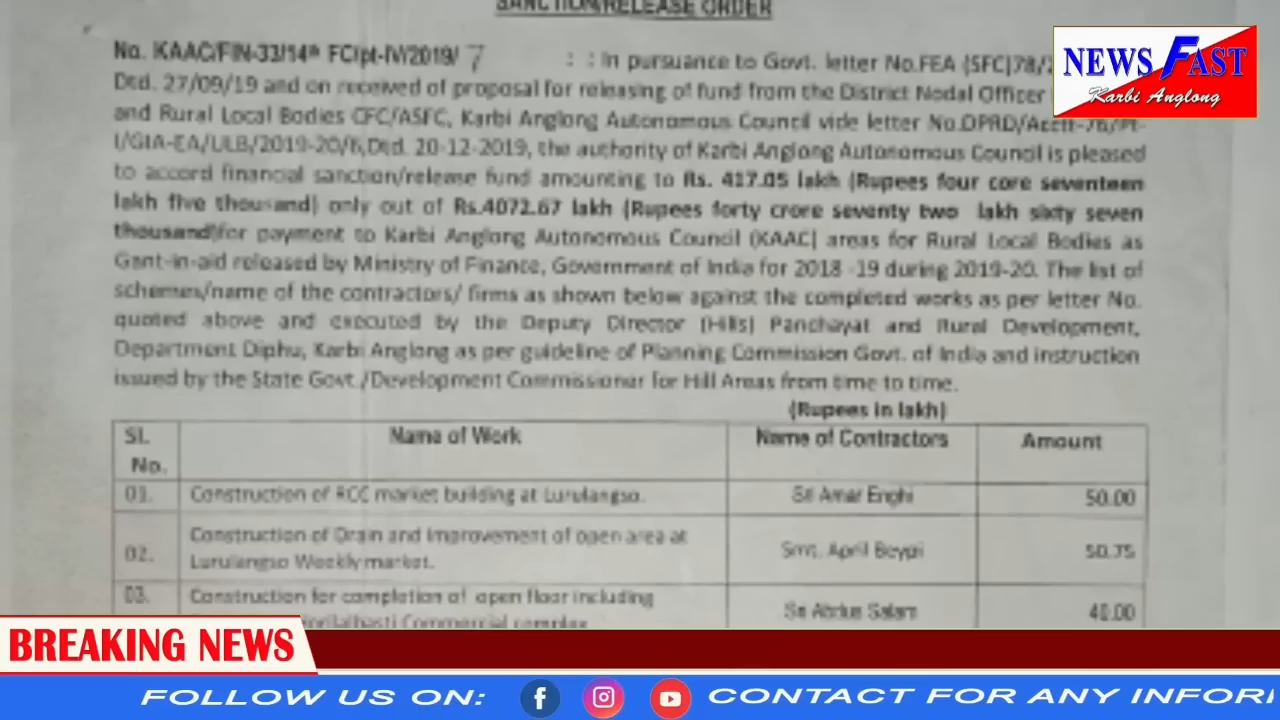 SANCTION/RELEASE ORDER
No. KAAC/FIN-33/14th FC/pt-IV/2019/ 7 : : In pursuance to Govt. letter No.FEA (SFC)78/
Dtd. 27/09/19 and on received of proposal for releasing of fund from the District Nodal Officer
and Rural Local Bodies CFC/ASFC, Karbi Anglong Autonomous Council vide letter No.DPRD/Acctt-76/Pt-
I/GIA-EA/ULB/2019-20/6,Dtd. 20-12-2019, the authority of Karbi Anglong Autonomous Council is pleased
to accord financial sanction/release fund amounting to Rs. 417.05 lakh (Rupees four core seventeen
lakh five thousand) only out of Rs.4072.67 lakh (Rupees forty crore seventy two lakh sixty seven
thousand)for payment to Karbi Anglong Autonomous Council (KAAC) areas for Rural Local Bodies as
Gant-in-aid released by Ministry of Finance, Government of India for 2018 -19 during 2019-20. The list of
schemes/name of the contractors/ firms as shown below against the completed works as per letter No.
quoted above and executed by the Deputy Director (Hills) Panchayat and Rural Development,
Department Diphu, Karbi Anglong as per guideline of Planning Commission Govt. of India and instruction
issued by the State Govt./Development Commissioner for Hill Areas from time to time.
(Rupees in lakh)
Sl. No. Name of Work Name of Contractors Amount
01. Construction of RCC market building at Lurulangso. Sri Amar Enghi 50.00
02. Construction of Drain and Improvement of open area at Lurulangso Weekly market. Smt. April Beypi 50.75
03. Construction for completion of open floor including Commercial complex Sri Abdus Salam 40.00
NEWS FAST
Karbi Anglong
BREAKING NEWS
FOLLOW US ON: CONTACT FOR ANY INFORI